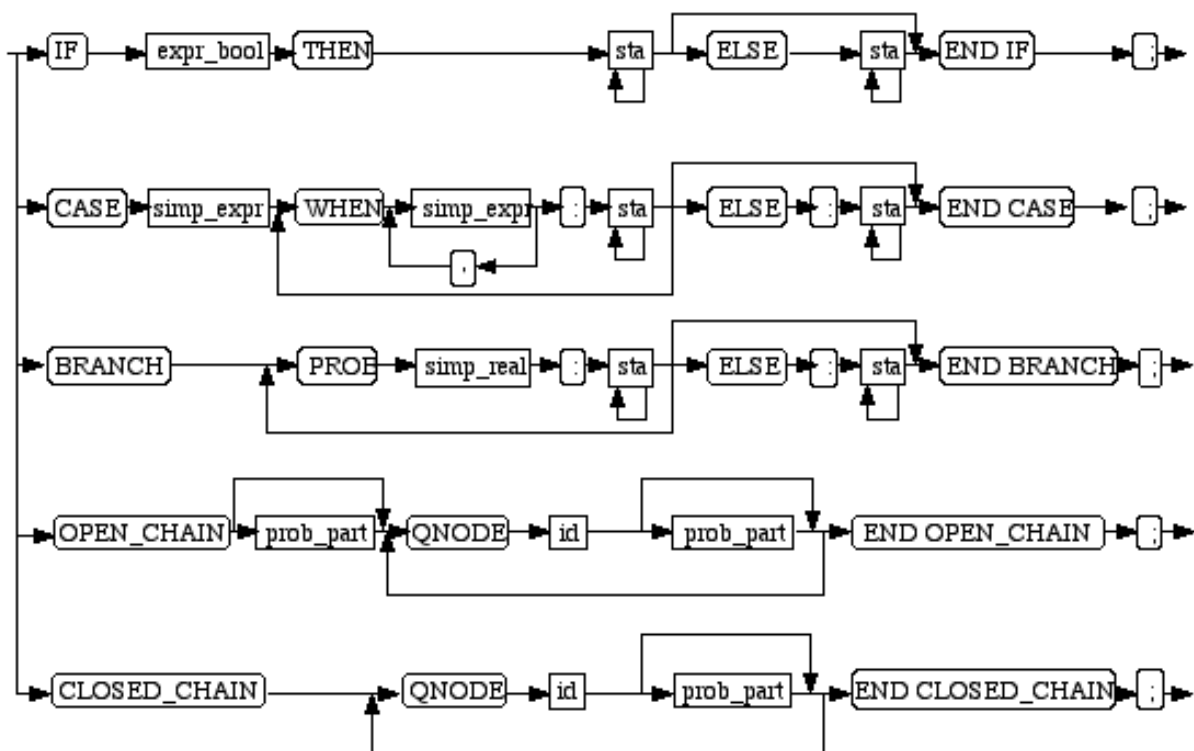 IF expr_bool THEN sta ELSE sta END IF ;
CASE simp_expr WHEN simp_expr : sta ELSE : sta END CASE ;
,
BRANCH PROB simp_real : sta ELSE : sta END BRANCH ;
OPEN_CHAIN prob_part QNODE id prob_part END OPEN_CHAIN ;
CLOSED_CHAIN QNODE id prob_part END CLOSED_CHAIN ;